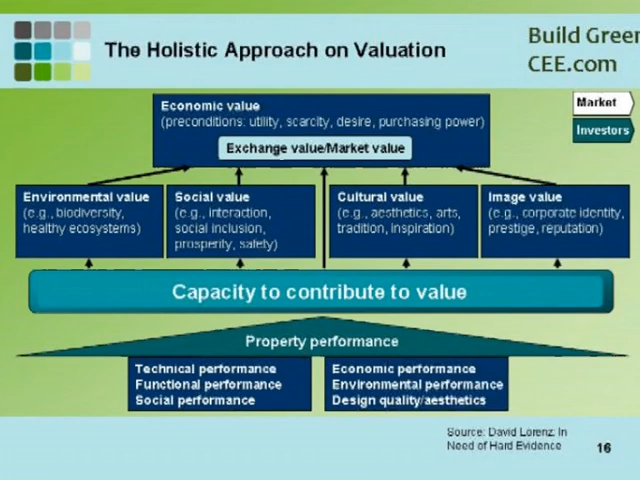 The Holistic Approach on Valuation
Build Green
CEE.com
Market
Investors
Economic value
(preconditions: utility, scarcity, desire, purchasing power)
Exchange value/Market value
Environmental value
(e.g., biodiversity,
healthy ecosystems)
Social value
(e.g., interaction,
social inclusion,
prosperity, safety)
Cultural value
(e.g., aesthetics, arts,
tradition, inspiration)
Image value
(e.g., corporate identity,
prestige, reputation)
Capacity to contribute to value
Property performance
Technical performance
Functional performance
Social performance
Economic performance
Environmental performance
Design quality/aesthetics
Source: David Lorenz: In
Need of Hard Evidence
16